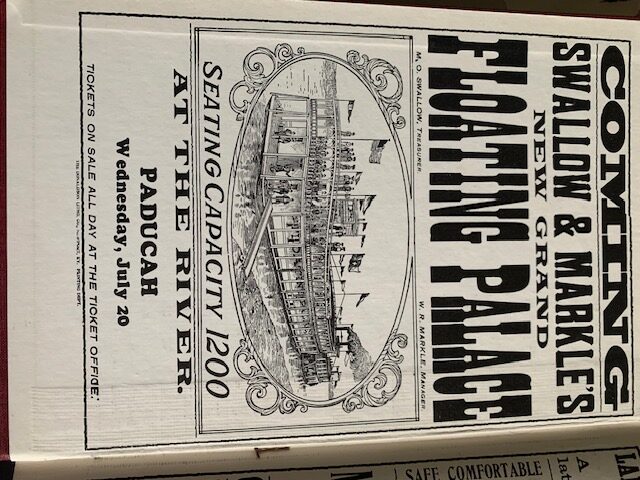 COMING
SWALLOW & MARKLE'S
NEW GRAND
FLOATING PALACE
M. O. SWALLOW, TREASURER. W. R. MARKLE, MANAGER.
SEATING CAPACITY 1200
AT THE RIVER.
PADUCAH
Wednesday, July 20
TICKETS ON SALE ALL DAY AT THE TICKET OFFICE.
SAFE COMFORTABLE